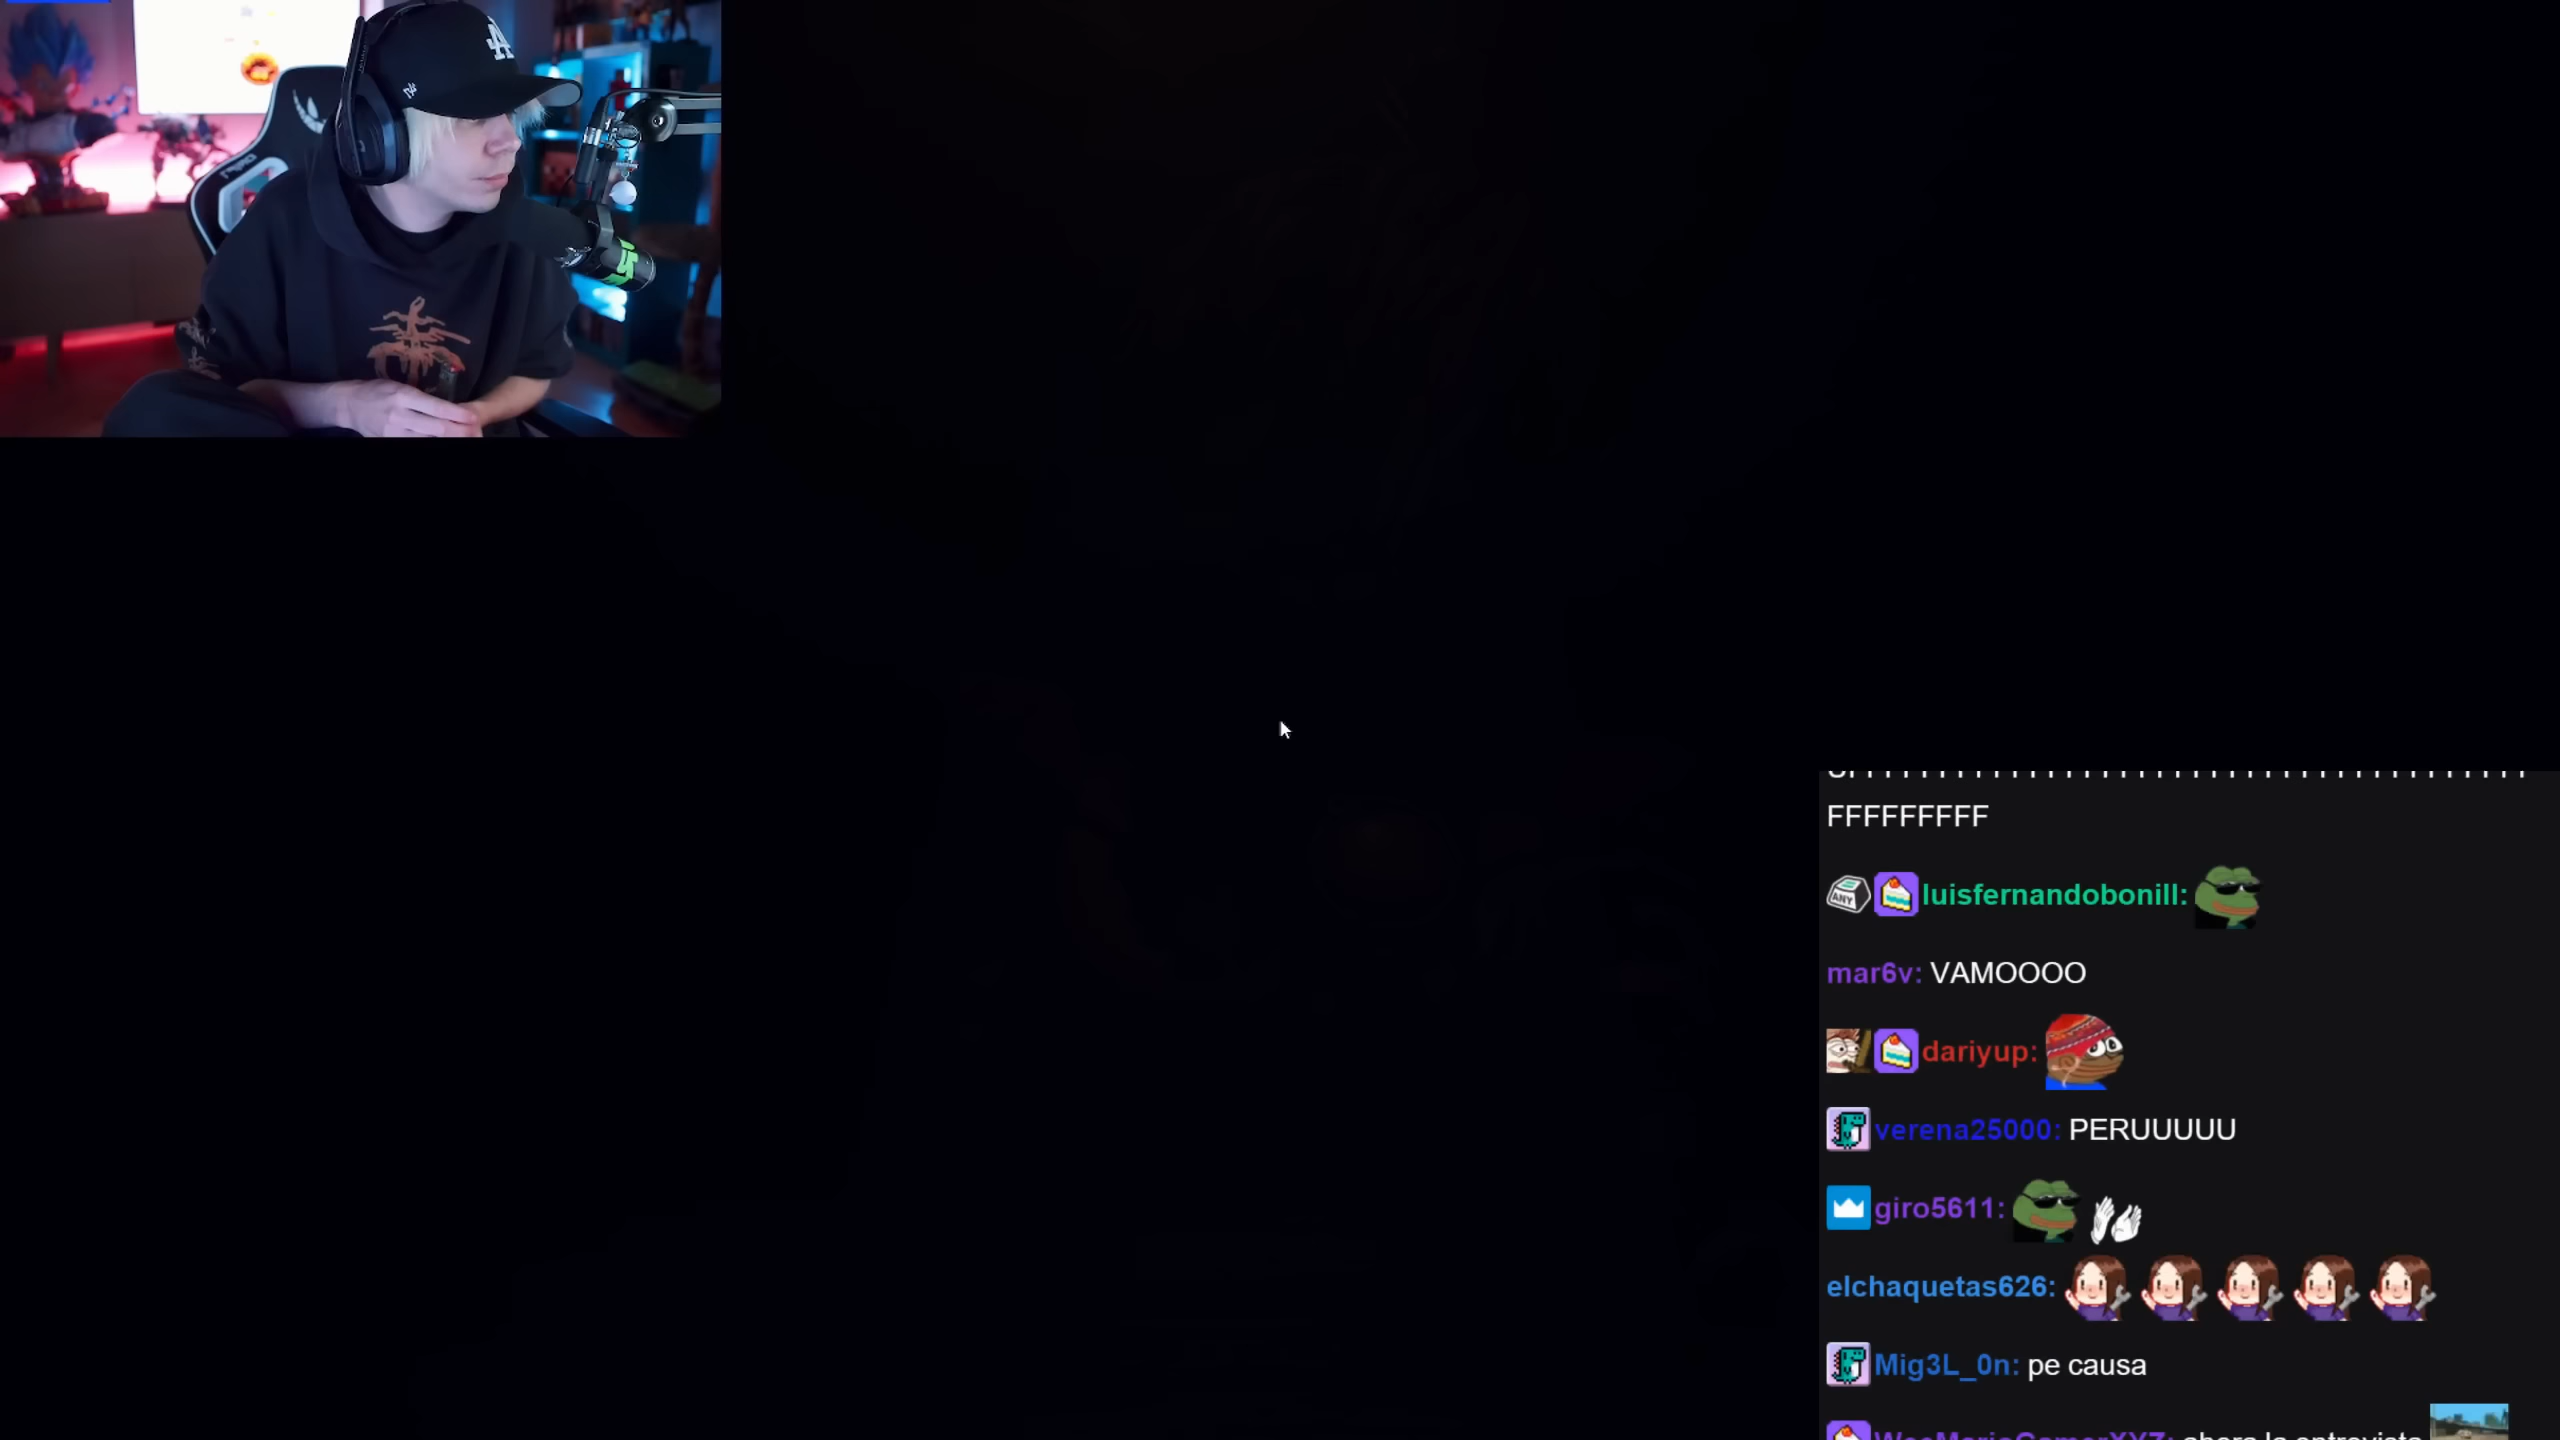 FFFFFFFFF
luisfernandobonill:
mar6v: VAMOOOO
dariyup:
verena25000: PERUUUUU
giro5611:
elchaquetas626:
Mig3L_0n: pe causa